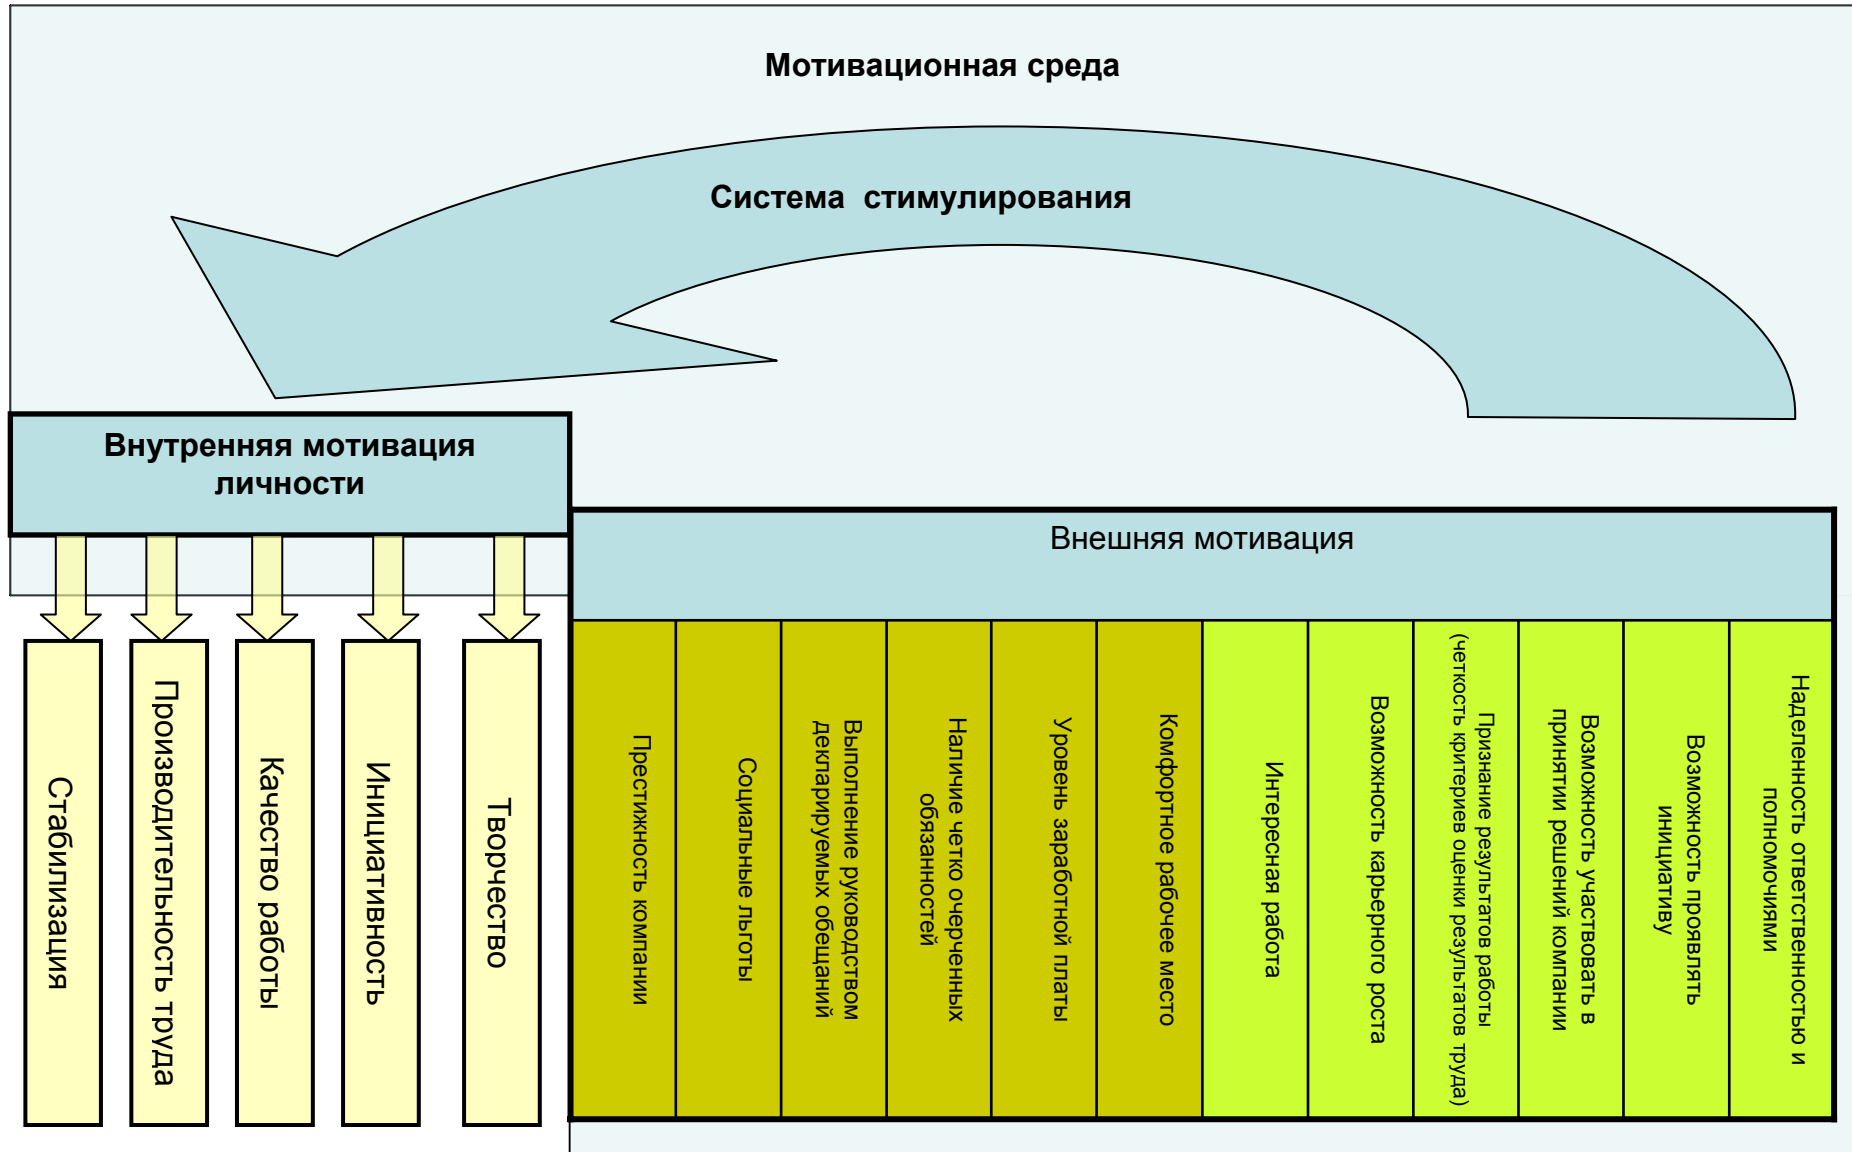 Мотивационная среда
Система стимулирования
Внутренняя мотивация
личности
Внешняя мотивация
Стабилизация
Производительность труда
Качество работы
Инициативность
Творчество
Престижность компании
Социальные льготы
Выполнение руководством
декларируемых обещаний
Наличие четко очерченных
обязанностей
Уровень заработной платы
Комфортное рабочее место
Интересная работа
Возможность карьерного роста
Признание результатов работы
(четкость критериев оценки результатов труда)
Возможность участвовать в
принятии решений компании
Возможность проявлять
инициативу
Наделенность ответственностью и
полномочиями